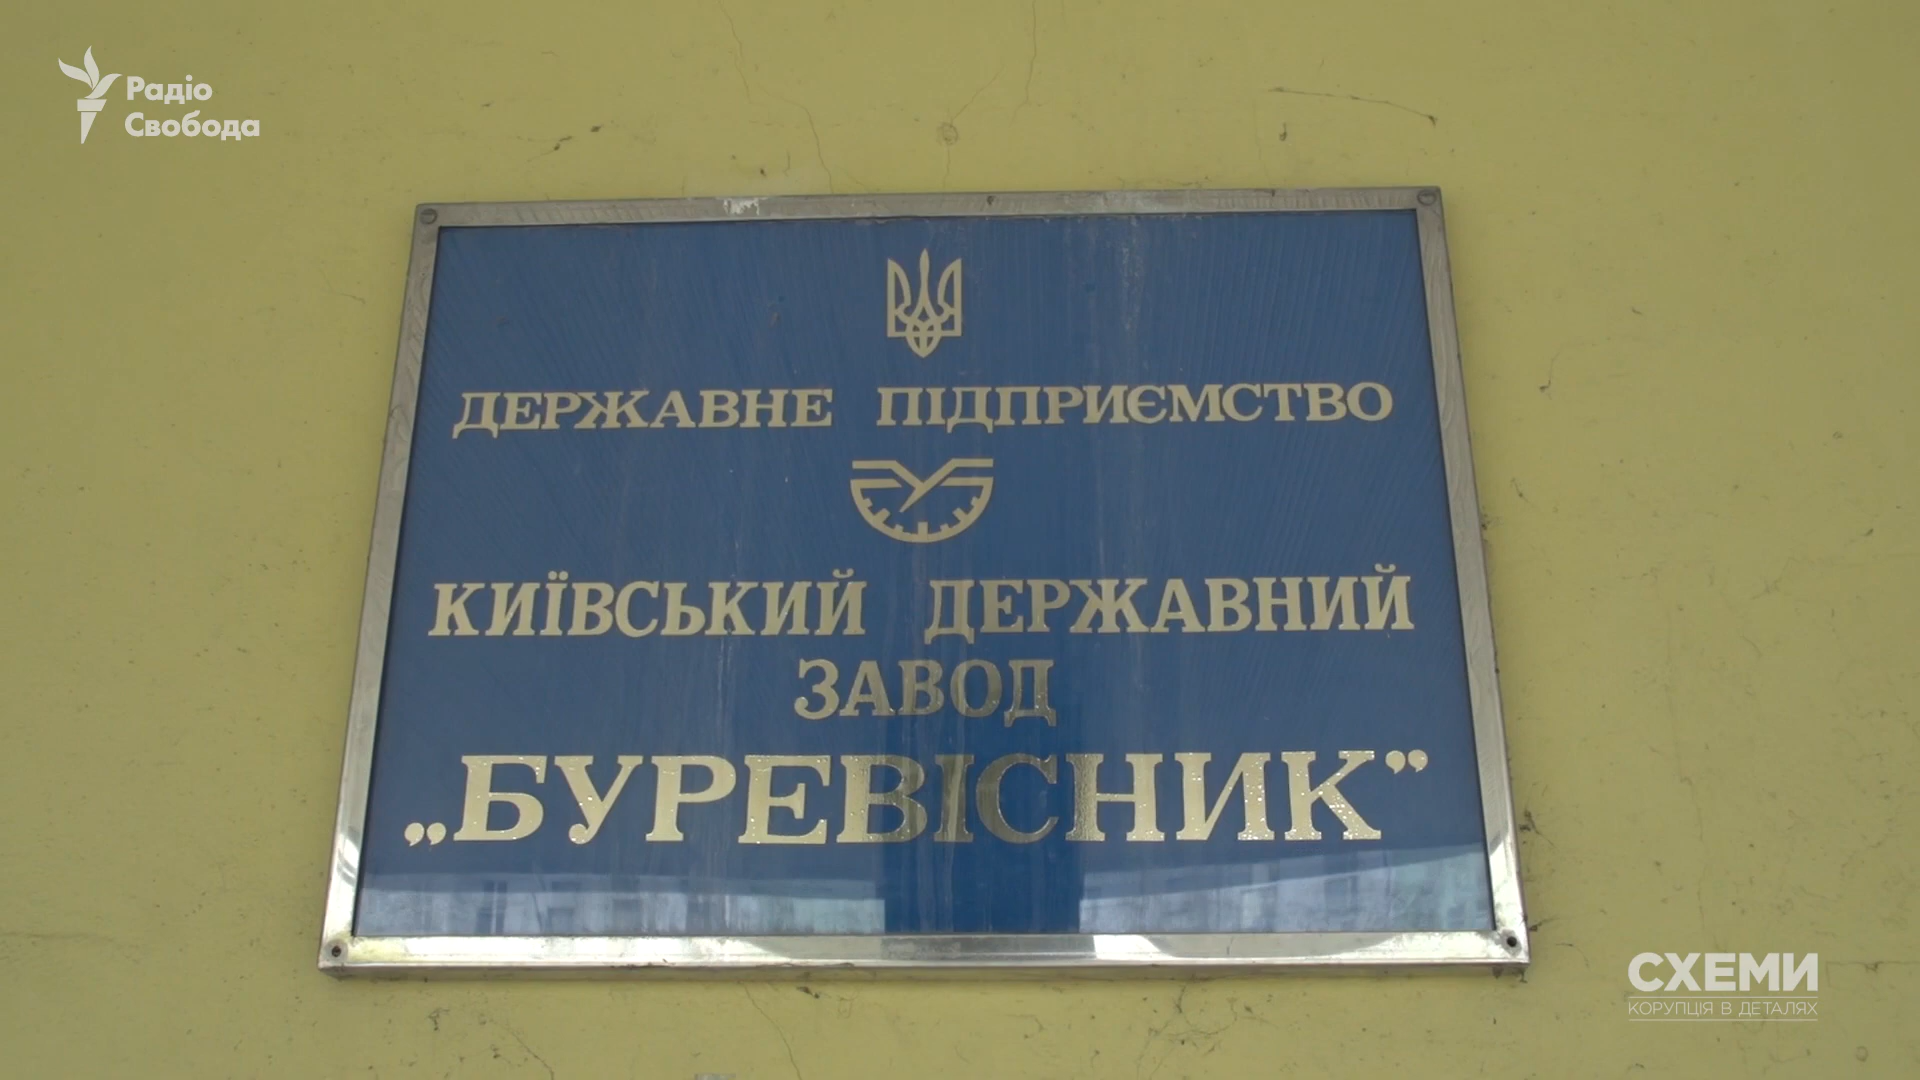 Радіо
Свобода
ДЕРЖАВНЕ ПІДПРИЄМСТВО
КИЇВСЬКИЙ ДЕРЖАВНИЙ
ЗАВОД
„БУРЕВІСНИК”
СХЕМИ
КОРУПЦІЯ В ДЕТАЛЯХ